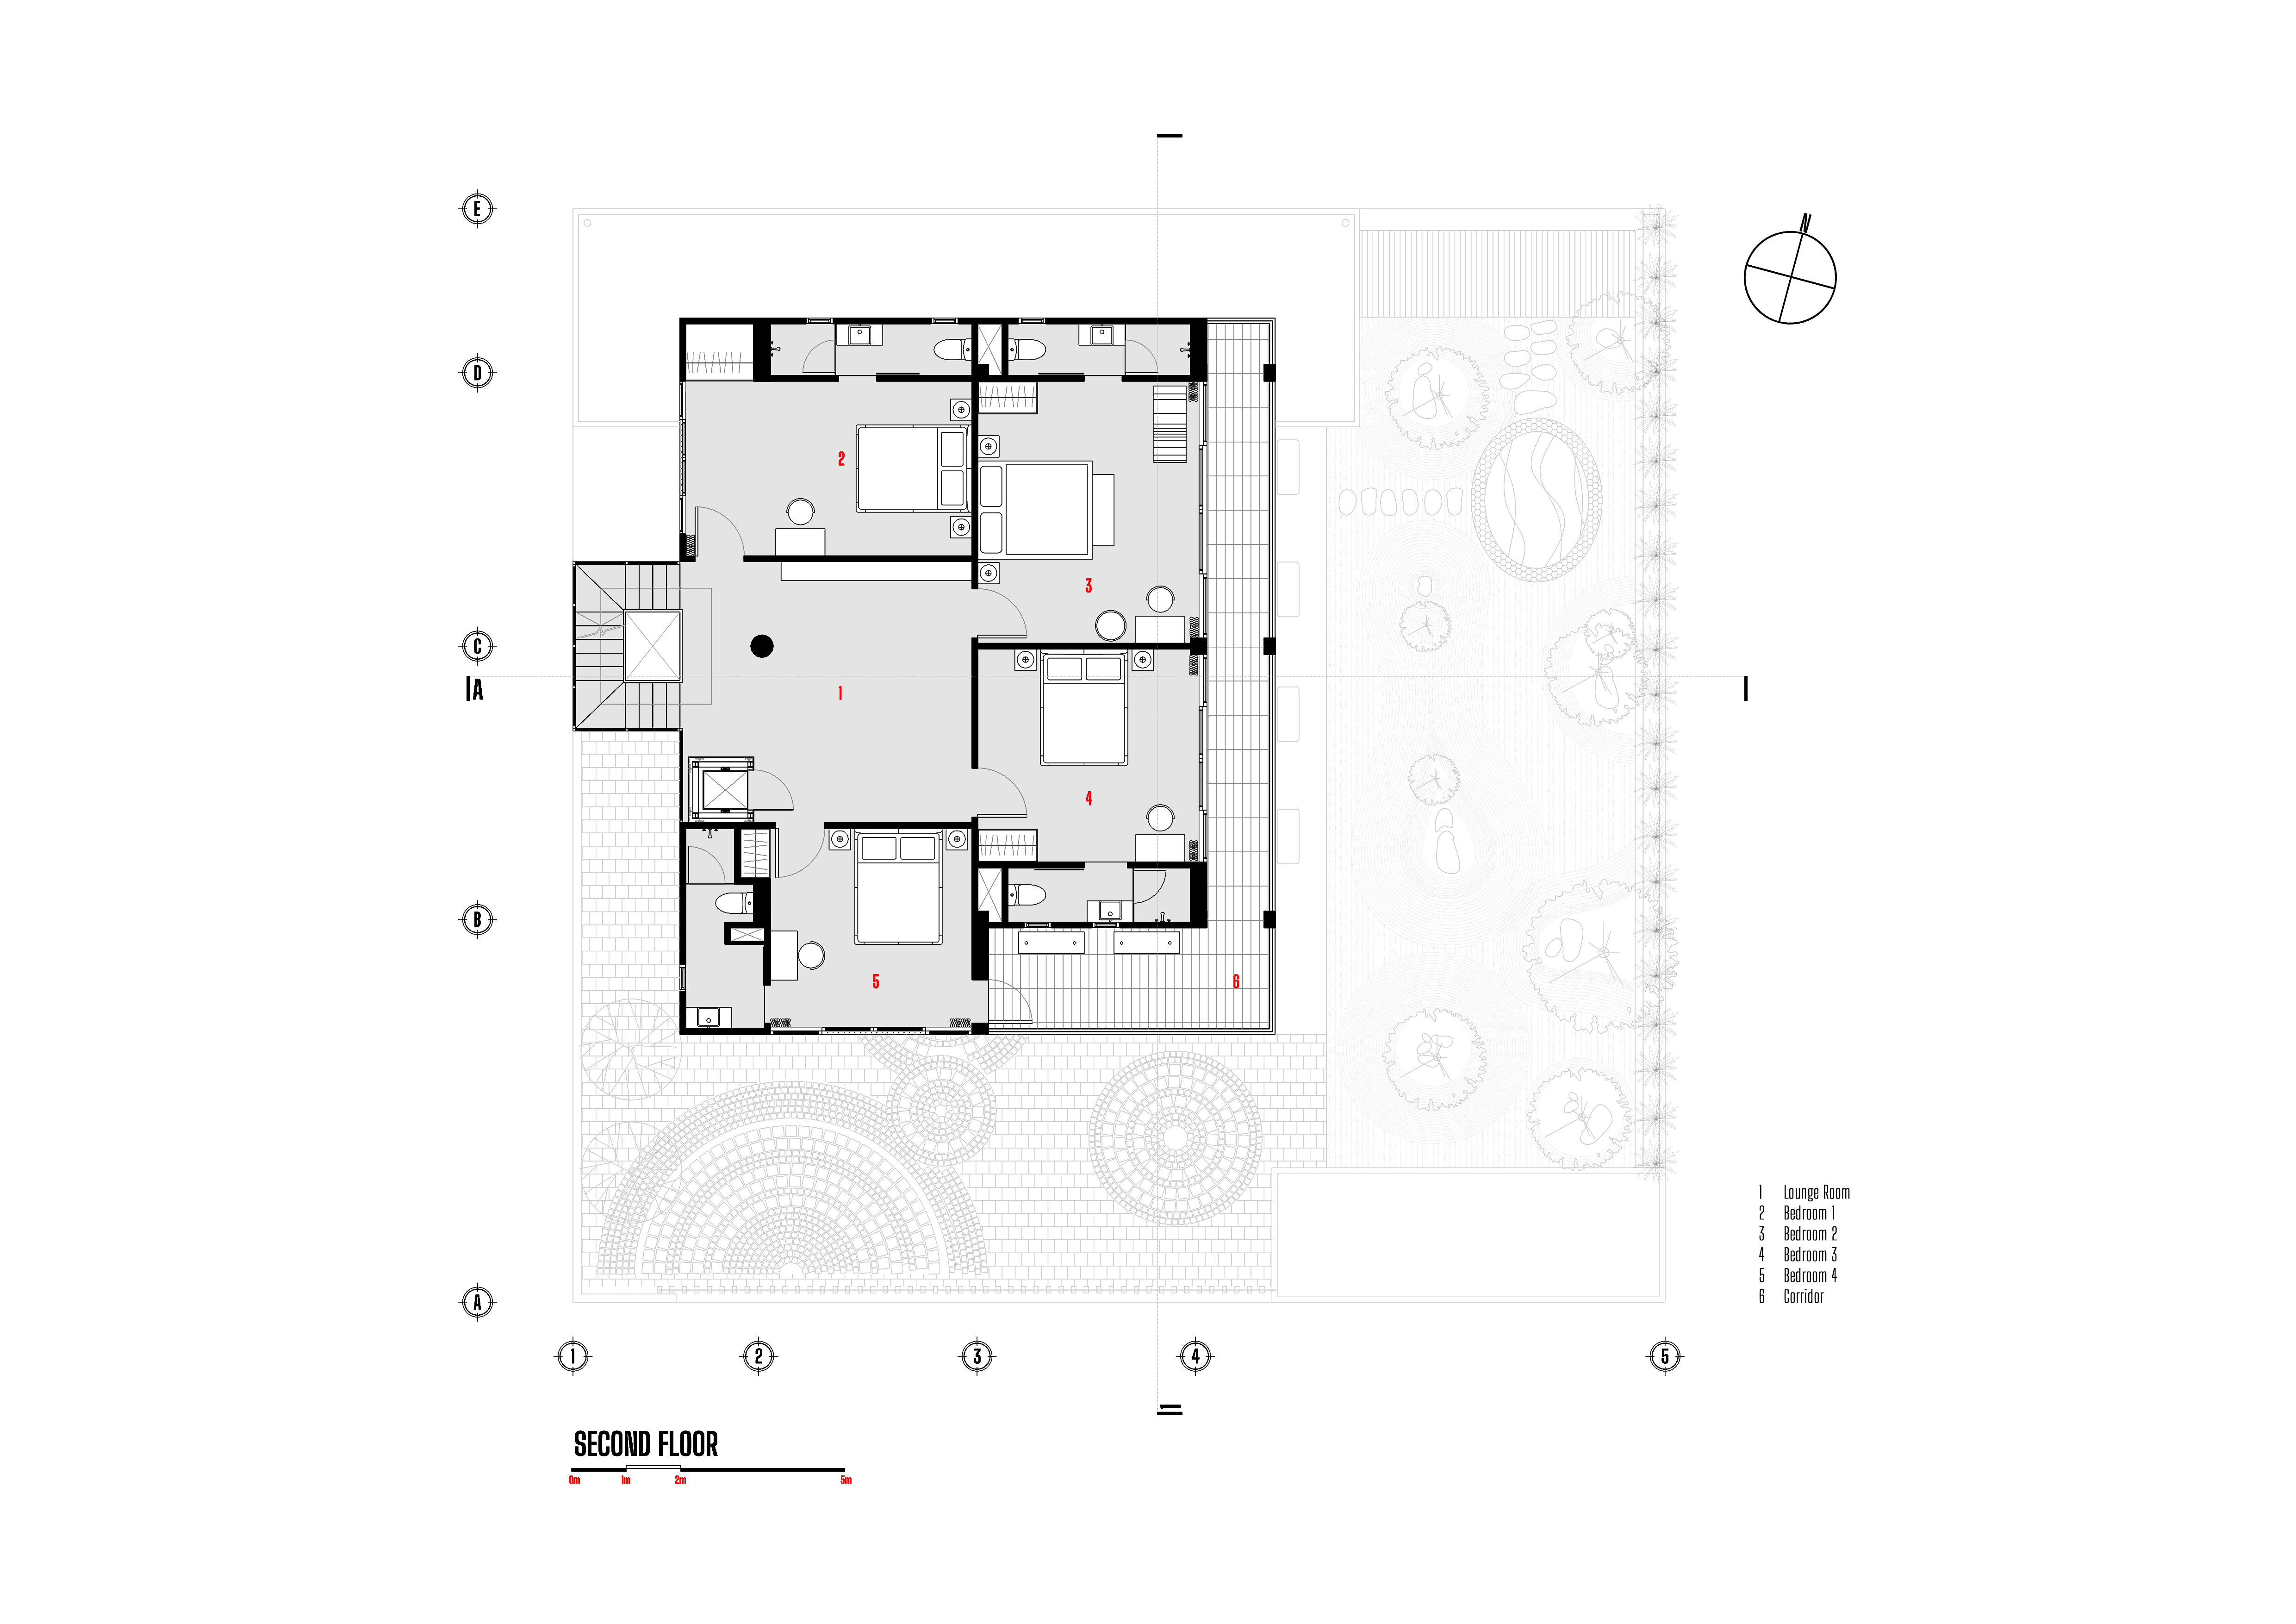 E
N
D
2
3
C
A
1
4
B
5
6
1 Lounge Room
2 Bedroom 1
3 Bedroom 2
4 Bedroom 3
5 Bedroom 4
6 Corridor
A
1
2
3
4
5
SECOND FLOOR
0m
1m
2m
5m